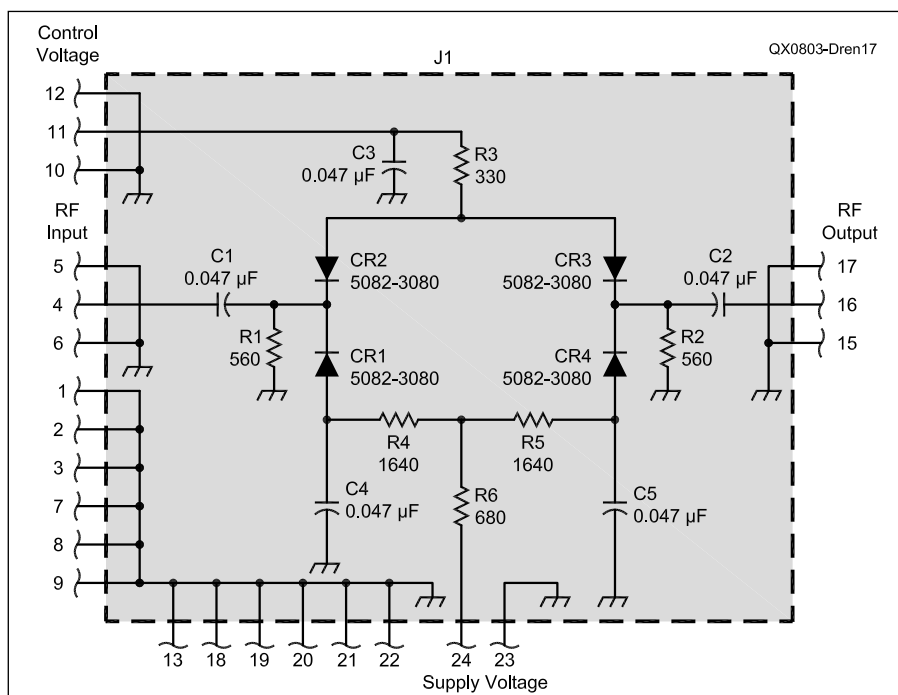 QX0803-Dren17
J1
Control
Voltage
12
11
10
C3
0.047 µF
R3
330
RF
Input
5
4
6
C1
0.047 µF
R1
560
CR2
5082-3080
CR1
5082-3080
CR3
5082-3080
CR4
5082-3080
C2
0.047 µF
R2
560
RF
Output
17
16
15
1
2
3
7
8
9
R4
1640
R5
1640
C4
0.047 µF
R6
680
C5
0.047 µF
13
18
19
20
21
22
24
23
Supply Voltage